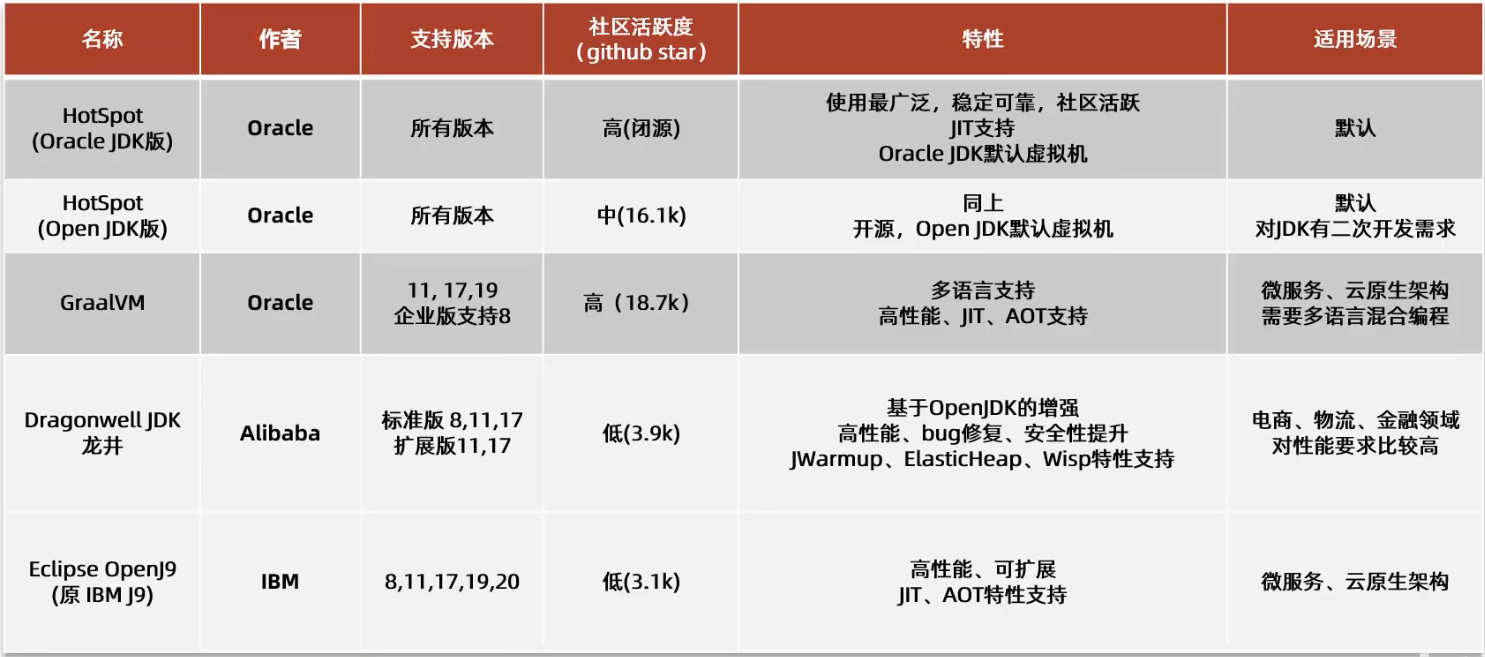 名称
作者
支持版本
社区活跃度
（github star）
特性
适用场景
HotSpot
(Oracle JDK版)
Oracle
所有版本
高(闭源)
使用最广泛，稳定可靠，社区活跃
JIT支持
Oracle JDK默认虚拟机
默认
HotSpot
(Open JDK版)
Oracle
所有版本
中(16.1k)
同上
开源，Open JDK默认虚拟机
默认
对JDK有二次开发需求
GraalVM
Oracle
11, 17,19
企业版支持8
高（18.7k）
多语言支持
高性能、JIT、AOT支持
微服务、云原生架构
需要多语言混合编程
Dragonwell JDK
龙井
Alibaba
标准版 8,11,17
扩展版11,17
低(3.9k)
基于OpenJDK的增强
高性能、bug修复、安全性提升
JWarmup、ElasticHeap、Wisp特性支持
电商、物流、金融领域
对性能要求比较高
Eclipse OpenJ9
(原 IBM J9)
IBM
8,11,17,19,20
低(3.1k)
高性能、可扩展
JIT、AOT特性支持
微服务、云原生架构